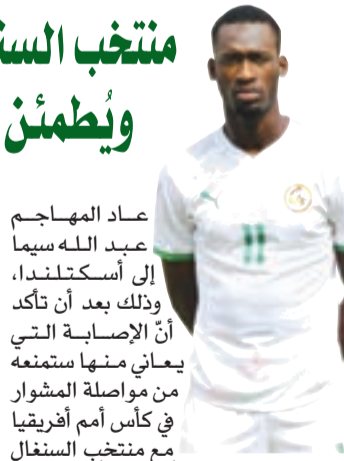 منتخب
ويُطمئن
عاد المهاجم
عبد الله سيما
إلى أسكتلندا،
وذلك بعد أن تأكد
أنّ الإصابة التي
يعاني منها ستمنعه
من مواصلة المشوار
في كأس أمم أفريقيا
مع منتخب السنغال
11